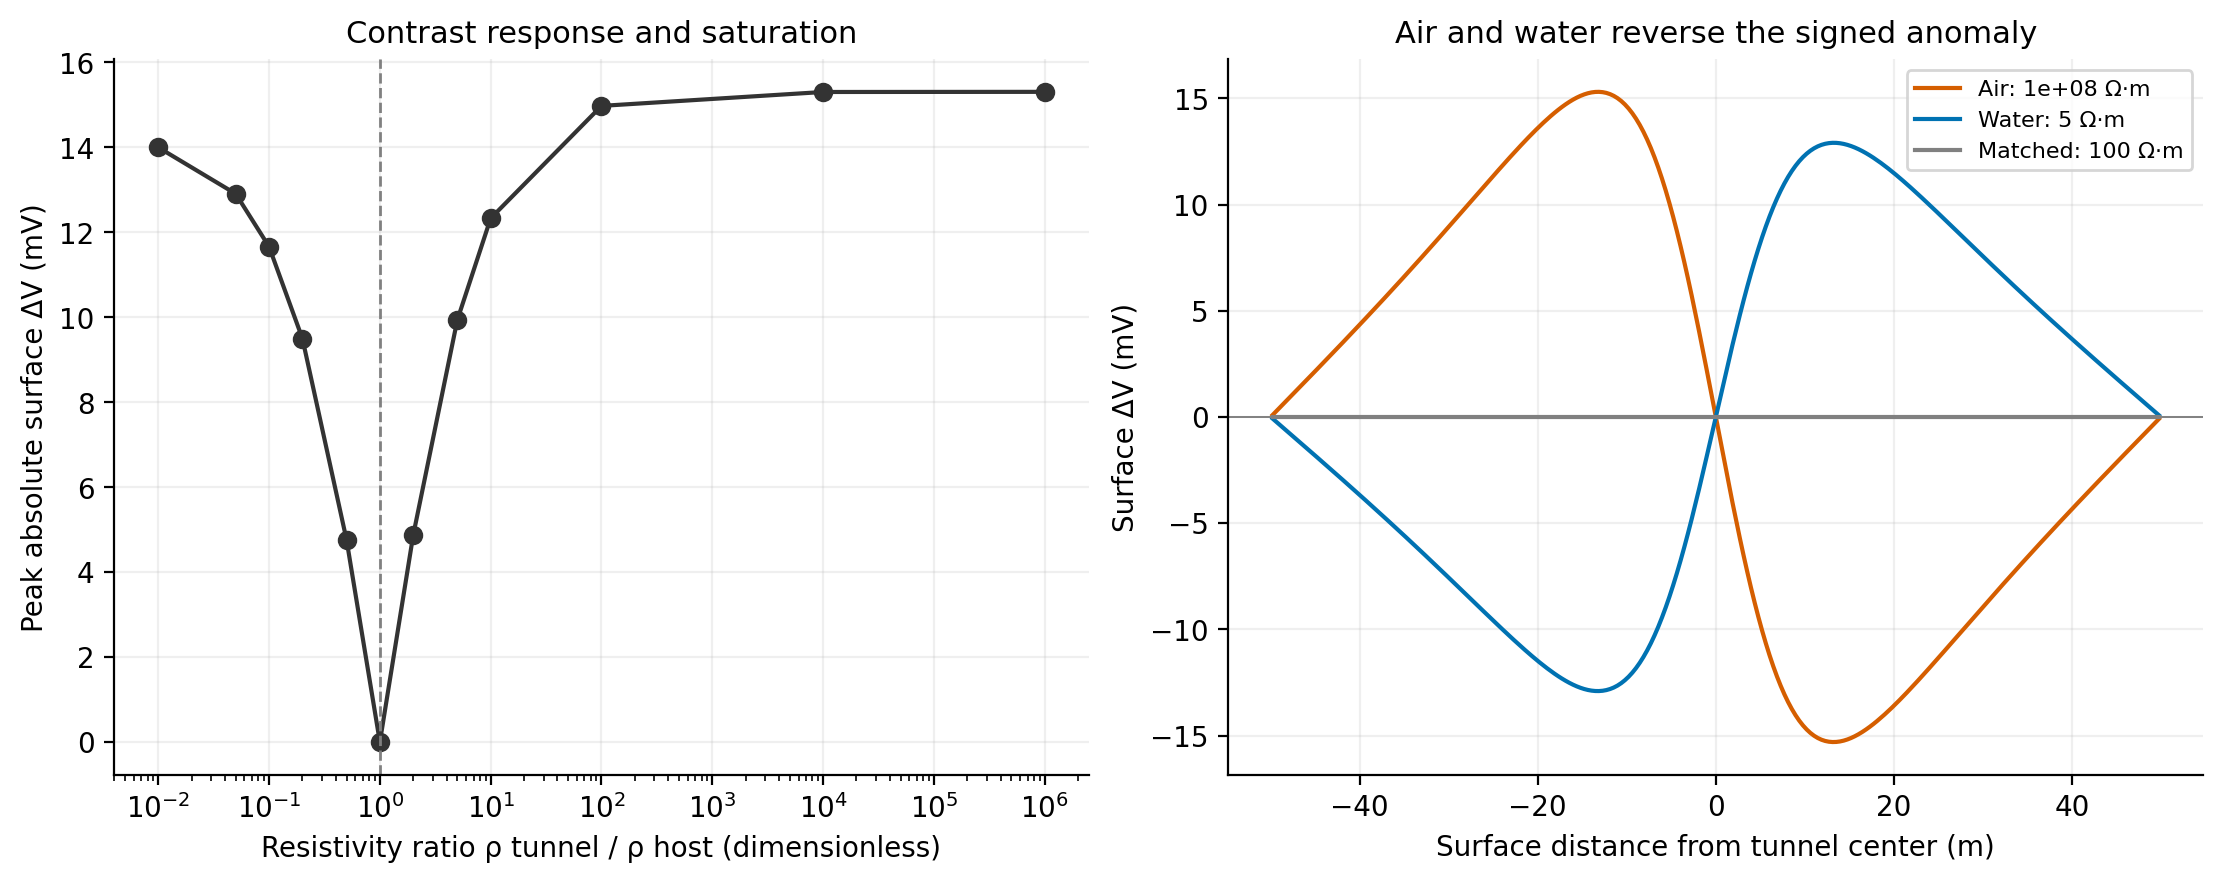 Contrast response and saturation
Peak absolute surface ΔV (mV)
16
14
12
10
8
6
4
2
0
10⁻² 10⁻¹ 10⁰ 10¹ 10² 10³ 10⁴ 10⁵ 10⁶
Resistivity ratio ρ tunnel / ρ host (dimensionless)
Air and water reverse the signed anomaly
Surface ΔV (mV)
15
10
5
0
−5
−10
−15
Air: 1e+08 Ω·m
Water: 5 Ω·m
Matched: 100 Ω·m
−40 −20 0 20 40
Surface distance from tunnel center (m)